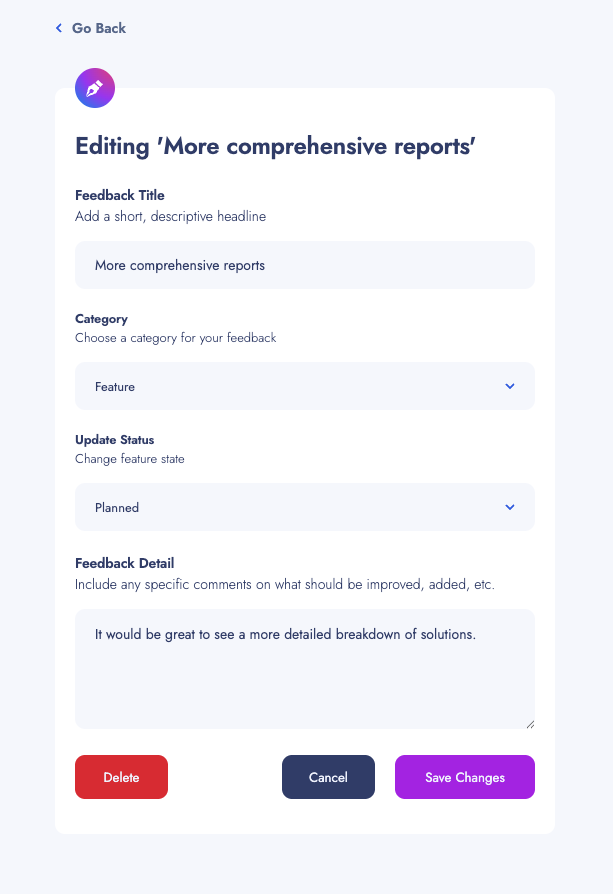 Go Back
Editing 'More comprehensive reports'
Feedback Title
Add a short, descriptive headline
More comprehensive reports
Category
Choose a category for your feedback
Feature
Update Status
Change feature state
Planned
Feedback Detail
Include any specific comments on what should be improved, added, etc.
It would be great to see a more detailed breakdown of solutions.
Delete
Cancel
Save Changes